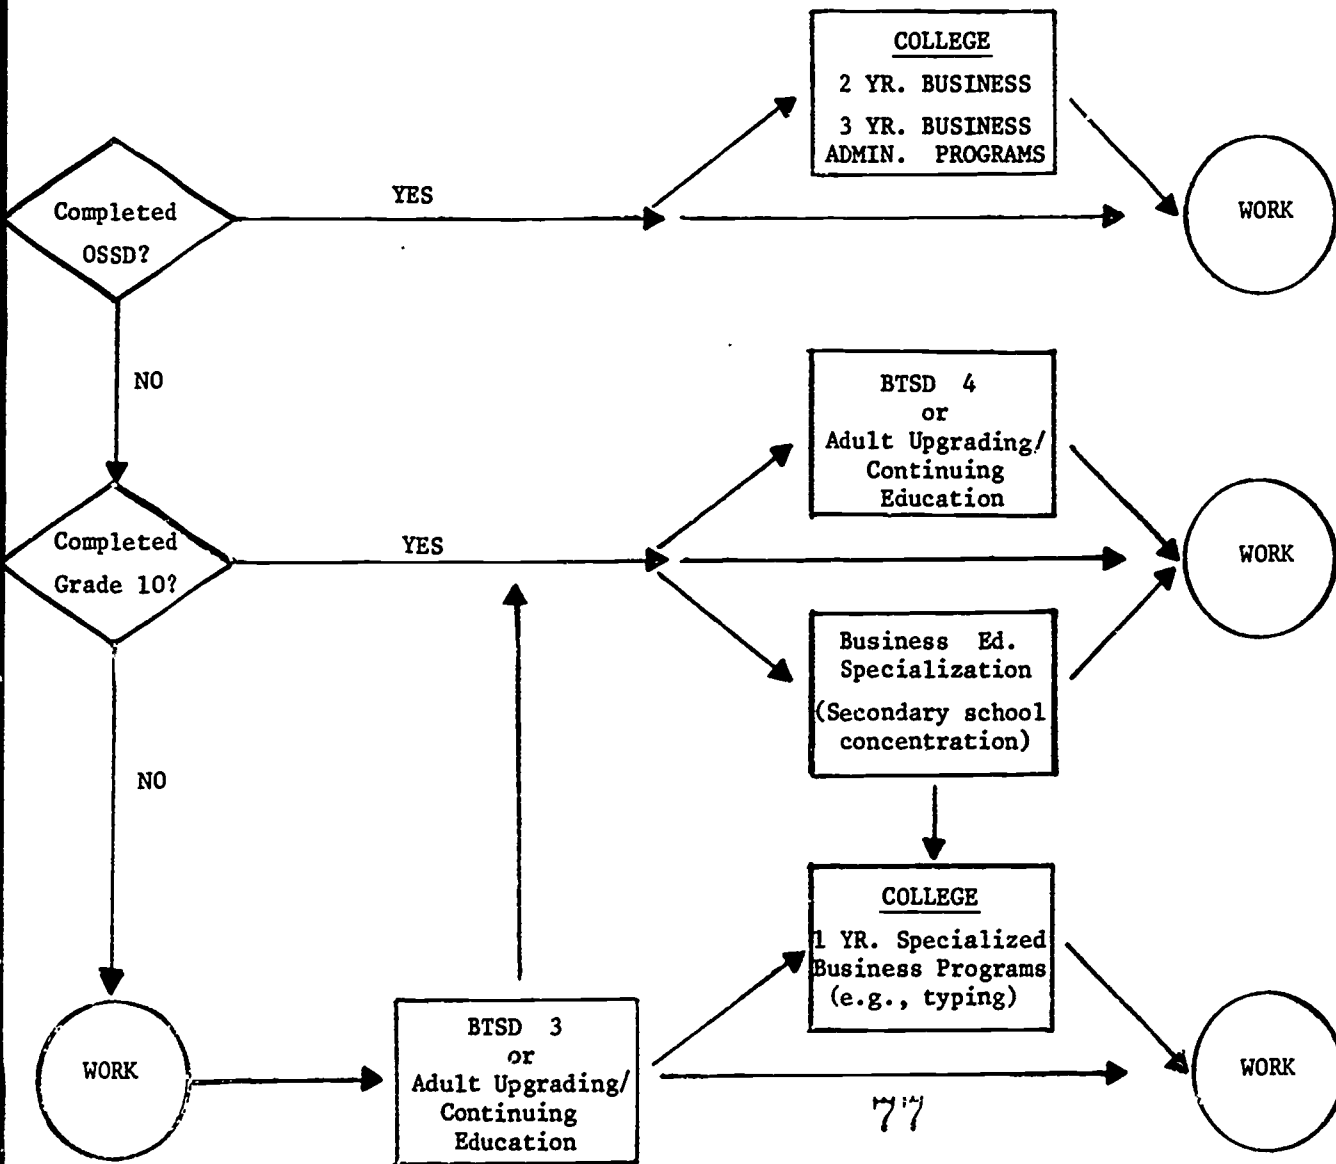 COLLEGE
2 YR. BUSINESS
3 YR. BUSINESS
ADMIN. PROGRAMS
Completed
OSSD?
YES
WORK
NO
BTSD 4
or
Adult Upgrading/
Continuing
Education
Completed
Grade 10?
YES
WORK
Business Ed.
Specialization
(Secondary school
concentration)
NO
COLLEGE
1 YR. Specialized
Business Programs
(e.g., typing)
WORK
BTSD 3
or
Adult Upgrading/
Continuing
Education
WORK
77